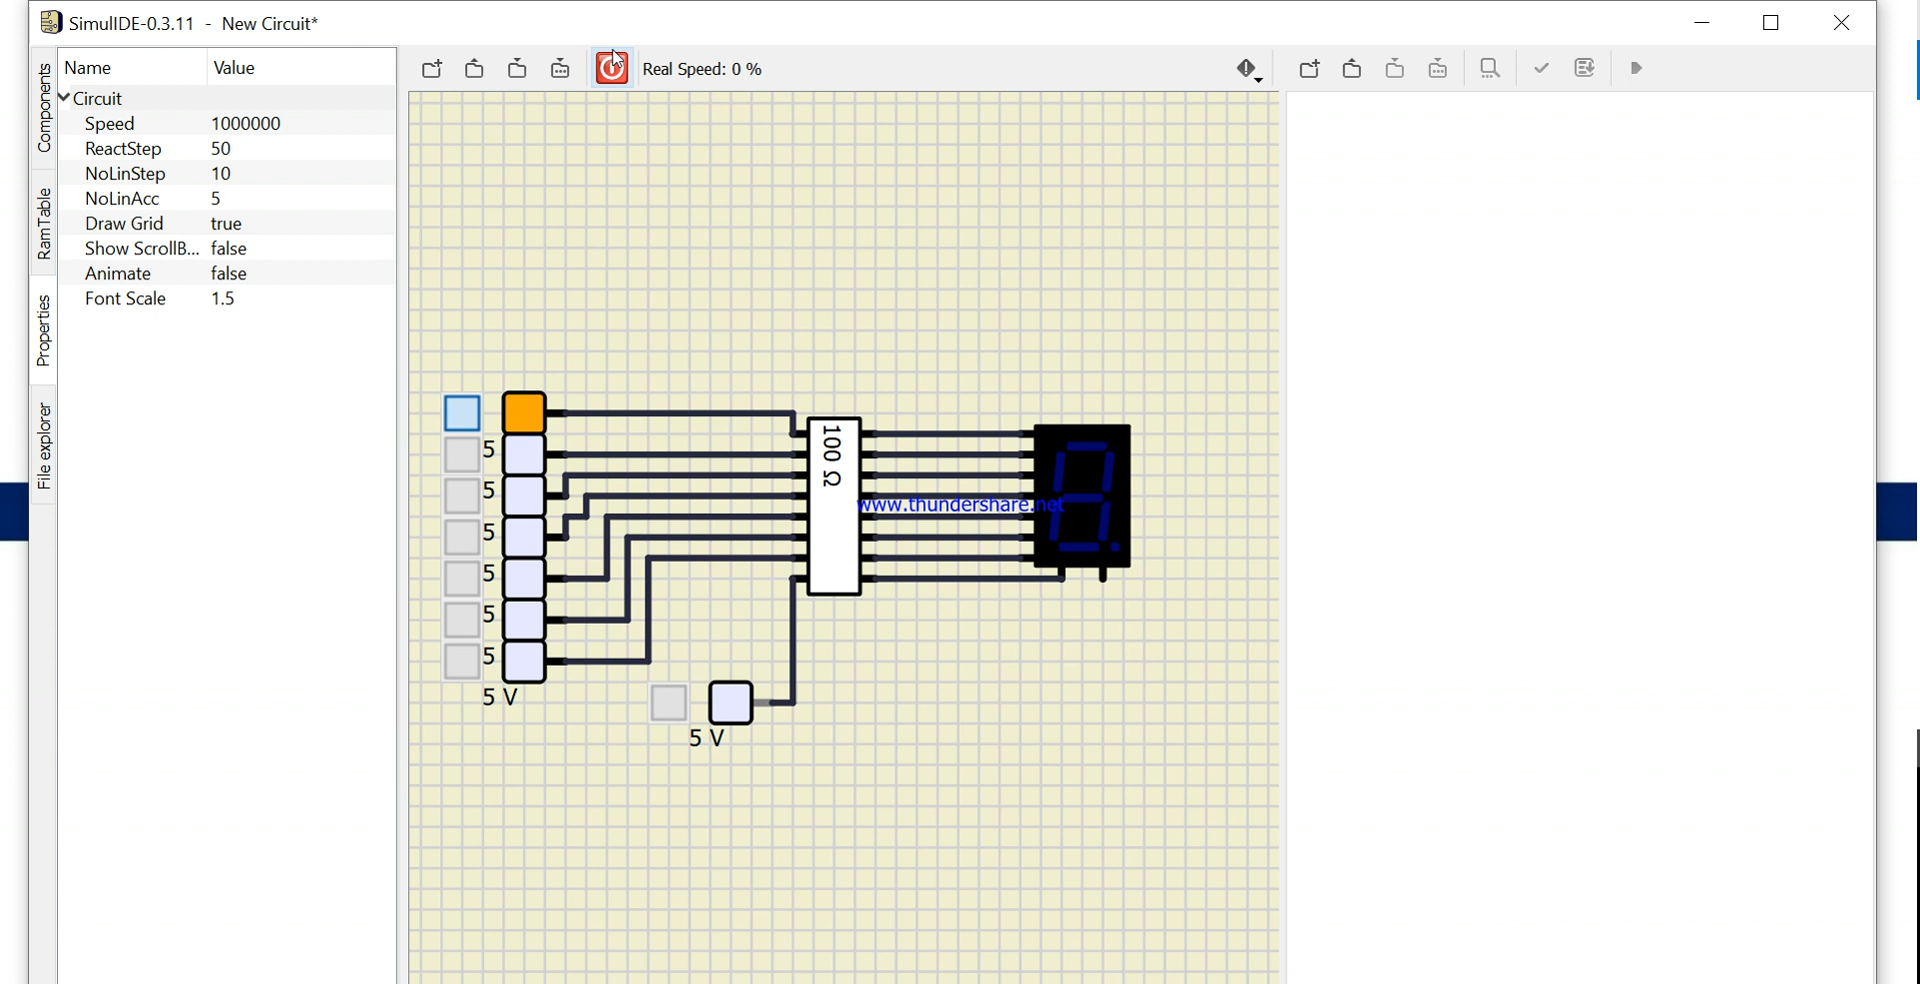 SimulIDE-0.3.11 - New Circuit*
Name Value
Real Speed: 0 %
Circuit
Speed 1000000
ReactStep 50
NoLinStep 10
NoLinAcc 5
Draw Grid true
Show ScrollB... false
Animate false
Font Scale 1.5
Components
RamTable
Properties
File explorer
100 Ω
5
5
5
5
5
5
5 V
5 V
www.thundershare.net